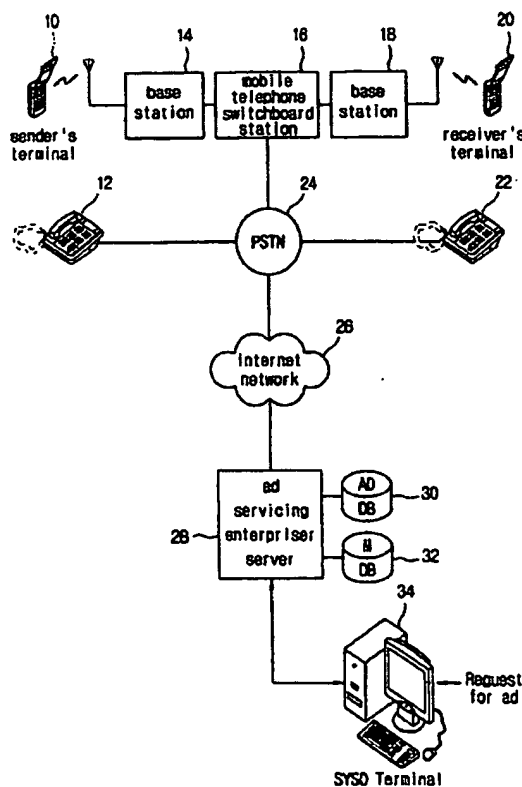 10
14
16
18
20
base
station
mobile
telephone
switchboard
station
base
station
sender's
terminal
receiver's
terminal
12
24
22
PSTN
26
internet
network
ad
servicing
enterpriser
server
28
AD
DB
30
M
DB
32
34
Request
for ad
SYSO Terminal